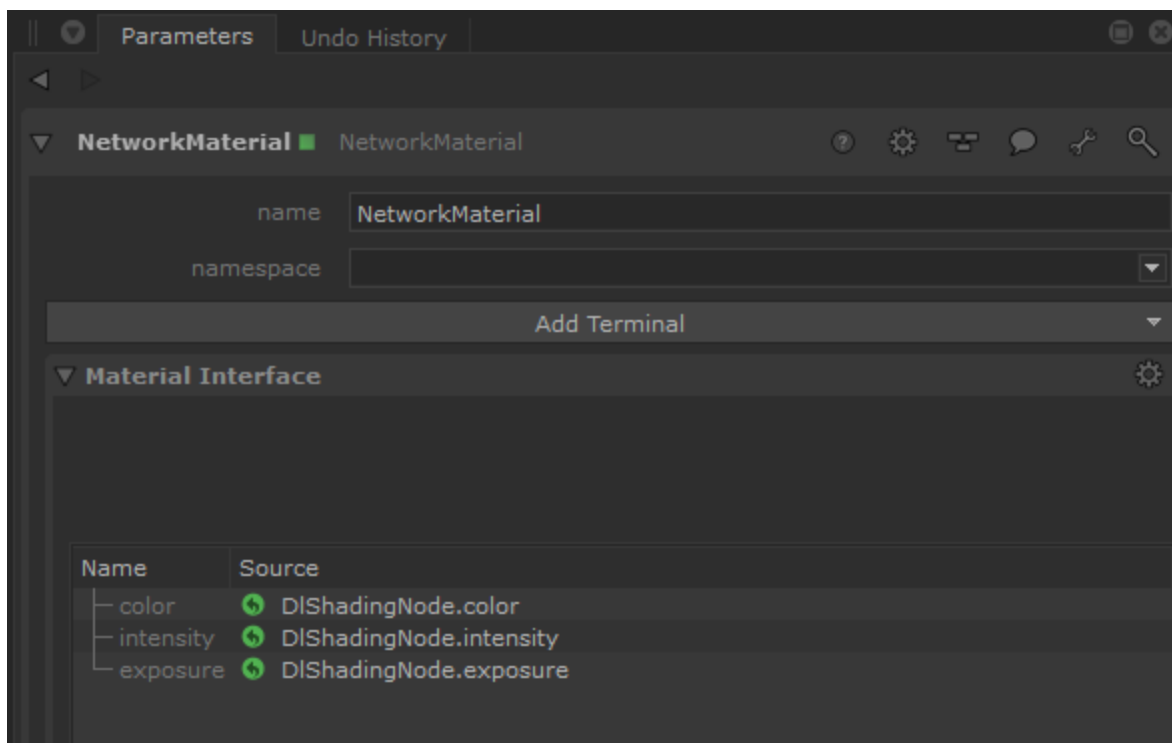 Parameters Undo History
NetworkMaterial NetworkMaterial
name NetworkMaterial
namespace
Add Terminal
Material Interface
Name Source
color DlShadingNode.color
intensity DlShadingNode.intensity
exposure DlShadingNode.exposure